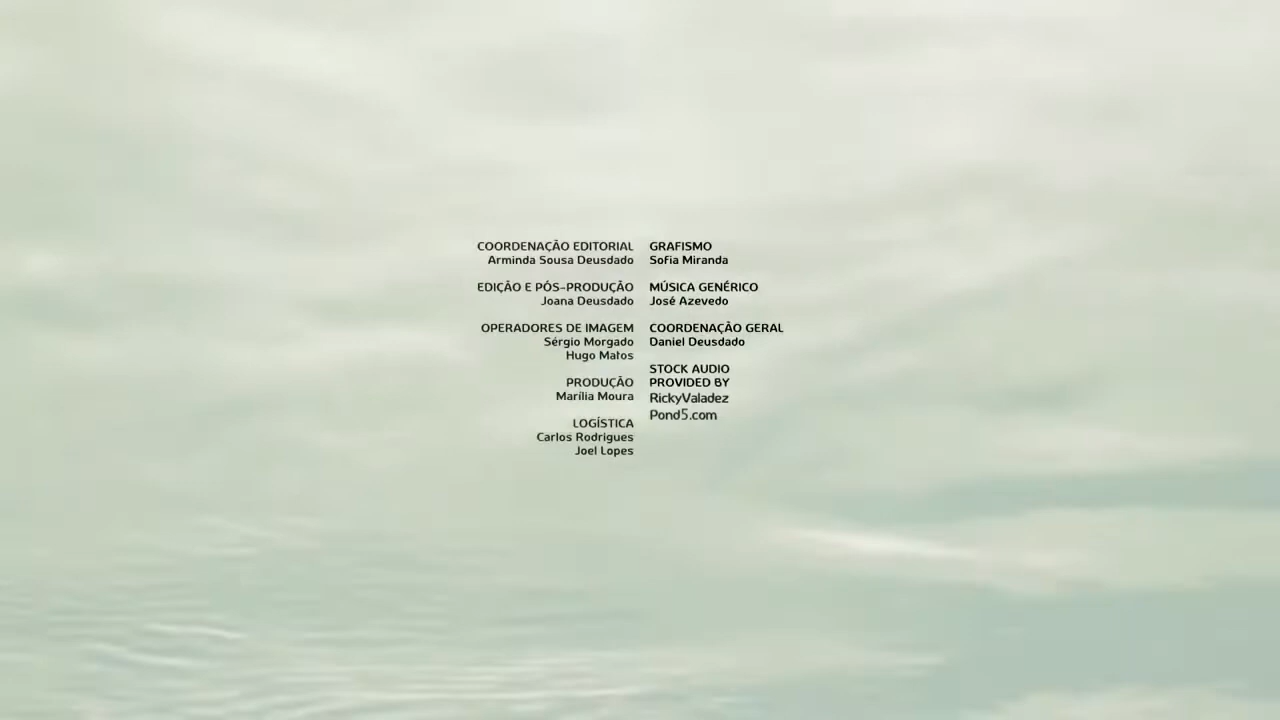 COORDENAÇÃO EDITORIAL
Arminda Sousa Deusdado
EDIÇÃO E PÓS-PRODUÇÃO
Joana Deusdado
OPERADORES DE IMAGEM
Sérgio Morgado
Hugo Matos
PRODUÇÃO
Marília Moura
LOGÍSTICA
Carlos Rodrigues
Joel Lopes
GRAFISMO
Sofia Miranda
MÚSICA GENÉRICO
José Azevedo
COORDENAÇÃO GERAL
Daniel Deusdado
STOCK AUDIO
PROVIDED BY
RickyValadez
Pond5.com